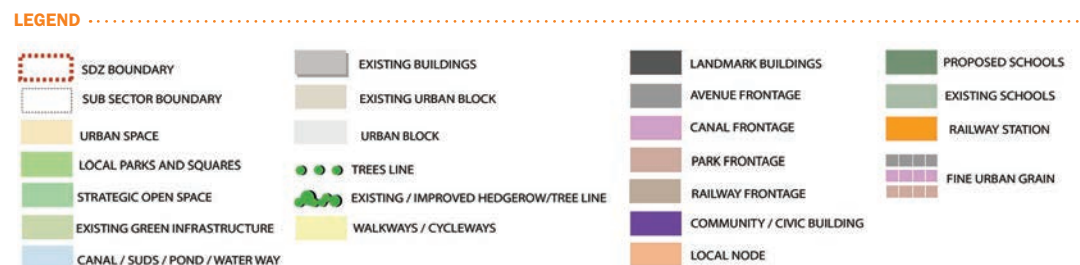 LEGEND
SDZ BOUNDARY
SUB SECTOR BOUNDARY
URBAN SPACE
LOCAL PARKS AND SQUARES
STRATEGIC OPEN SPACE
EXISTING GREEN INFRASTRUCTURE
CANAL / SUDS / POND / WATER WAY
EXISTING BUILDINGS
EXISTING URBAN BLOCK
URBAN BLOCK
TREES LINE
EXISTING / IMPROVED HEDGEROW/TREE LINE
WALKWAYS / CYCLEWAYS
LANDMARK BUILDINGS
AVENUE FRONTAGE
CANAL FRONTAGE
PARK FRONTAGE
RAILWAY FRONTAGE
COMMUNITY / CIVIC BUILDING
LOCAL NODE
PROPOSED SCHOOLS
EXISTING SCHOOLS
RAILWAY STATION
FINE URBAN GRAIN